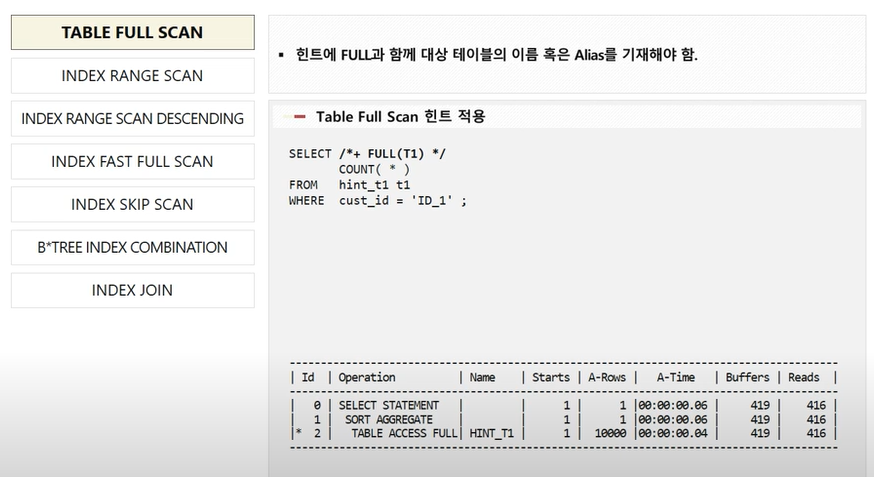 TABLE FULL SCAN
INDEX RANGE SCAN
INDEX RANGE SCAN DESCENDING
INDEX FAST FULL SCAN
INDEX SKIP SCAN
B*TREE INDEX COMBINATION
INDEX JOIN
▪ 힌트에 FULL과 함께 대상 테이블의 이름 혹은 Alias를 기재해야 함.
Table Full Scan 힌트 적용
SELECT /*+ FULL(T1) */
COUNT( * )
FROM hint_t1 t1
WHERE cust_id = 'ID_1' ;
-------------------------------------------------------------------------------------
| Id | Operation | Name | Starts | A-Rows | A-Time | Buffers | Reads |
-------------------------------------------------------------------------------------
| 0 | SELECT STATEMENT | | 1 | 1 |00:00:00.06 | 419 | 416 |
| 1 | SORT AGGREGATE | | 1 | 1 |00:00:00.06 | 419 | 416 |
|* 2 | TABLE ACCESS FULL| HINT_T1 | 1 | 10000 |00:00:00.04 | 419 | 416 |
-------------------------------------------------------------------------------------